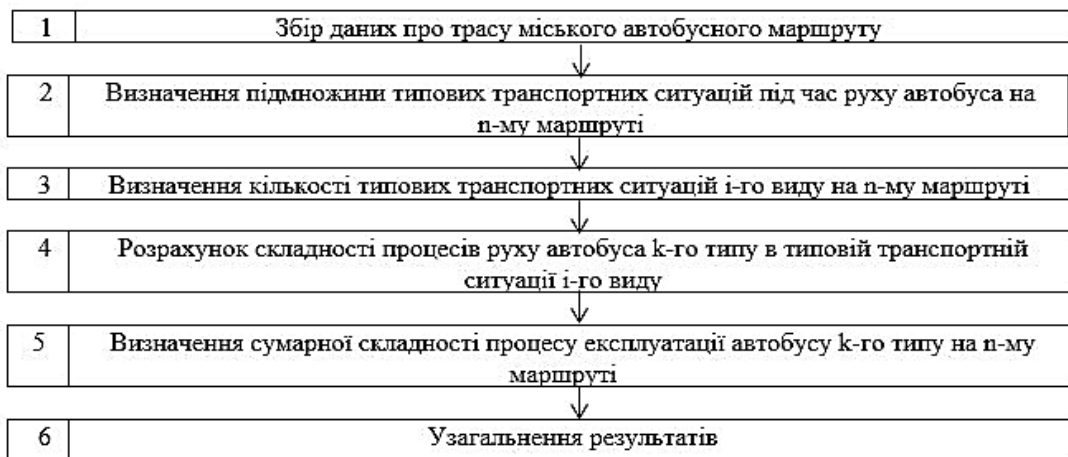 1 Збір даних про трасу міського автобусного маршруту
2 Визначення підмножини типових транспортних ситуацій під час руху автобуса на
n-му маршруті
3 Визначення кількості типових транспортних ситуацій і-го виду на n-му маршруті
4 Розрахунок складності процесів руху автобуса k-го типу в типовій транспортній
ситуації і-го виду
5 Визначення сумарної складності процесу експлуатації автобусу k-го типу на n-му
маршруті
6 Узагальнення результатів